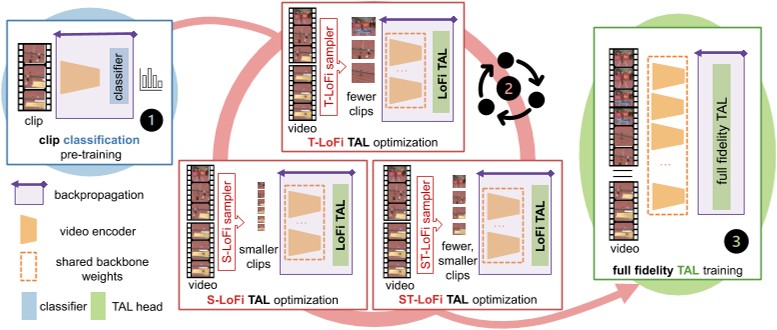 clip
classifier
1
clip classification
pre-training
video
T-LoFi sampler
fewer
clips
LoFi TAL
T-LoFi TAL optimization
2
video
S-LoFi sampler
smaller
clips
LoFi TAL
S-LoFi TAL optimization
video
ST-LoFi sampler
fewer,
smaller
clips
LoFi TAL
ST-LoFi TAL optimization
video
full fidelity TAL
3
full fidelity TAL training
backpropagation
video encoder
shared backbone
weights
classifier
TAL head